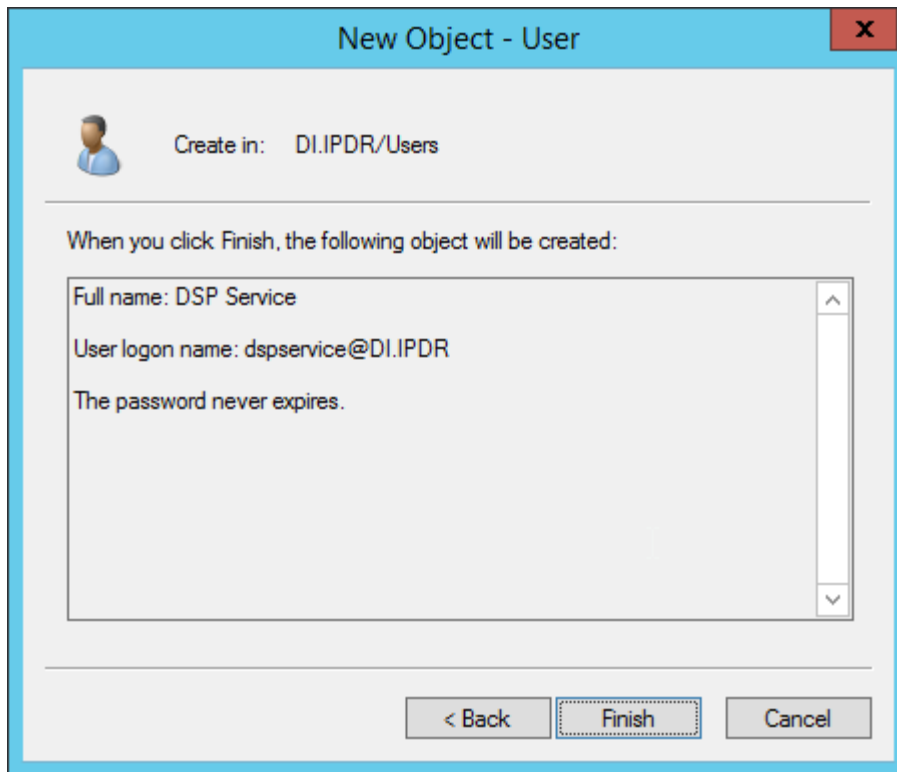 New Object - User
x
Create in: DI.IPDR/Users
When you click Finish, the following object will be created:
Full name: DSP Service
User logon name: dspservice@DI.IPDR
The password never expires.
< Back Finish Cancel